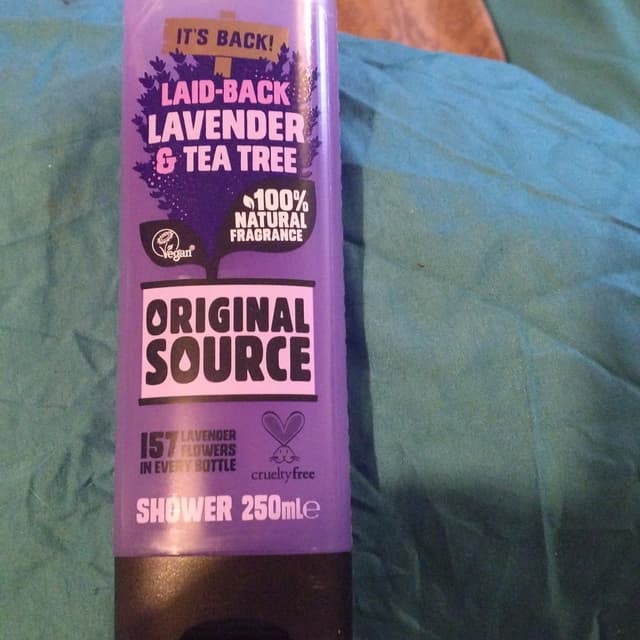 IT'S BACK!
LAID-BACK
LAVENDER
& TEA TREE
100%
NATURAL
FRAGRANCE
Vegan
ORIGINAL
SOURCE
157 LAVENDER
FLOWERS
IN EVERY BOTTLE
crueltyfree
SHOWER 250mle